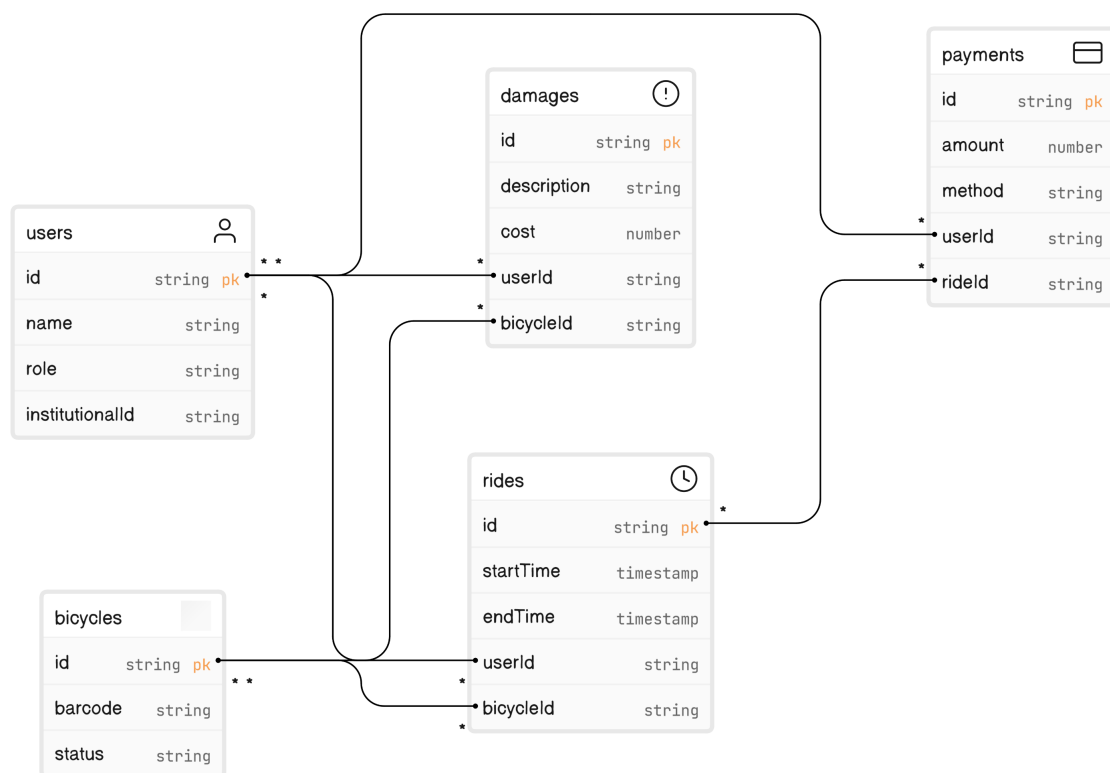 payments
id string pk
amount number
method string
userId string
rideId string
damages
id string pk
description string
cost number
userId string
bicycleId string
users
id string pk
name string
role string
institutionalId string
rides
id string pk
startTime timestamp
endTime timestamp
userId string
bicycleId string
bicycles
id string pk
barcode string
status string
* *
*
*
*
*
*
*
* *
*
*